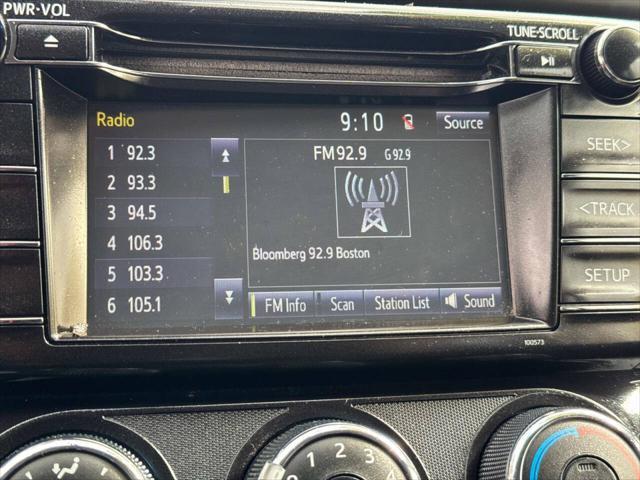 PWR•VOL
TUNE•SCROLL
Radio
9:10
Source
1 92.3
2 93.3
3 94.5
4 106.3
5 103.3
6 105.1
FM92.9 G92.9
Bloomberg 92.9 Boston
FM Info
Scan
Station List
Sound
SEEK>
<TRACK
SETUP
100573
0 1 2 3 4